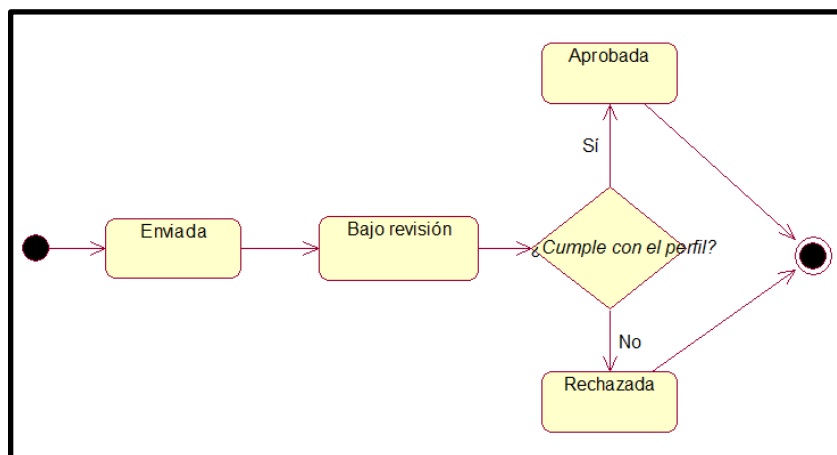 Aprobada
Sí
Enviada
Bajo revisión
¿Cumple con el perfil?
No
Rechazada